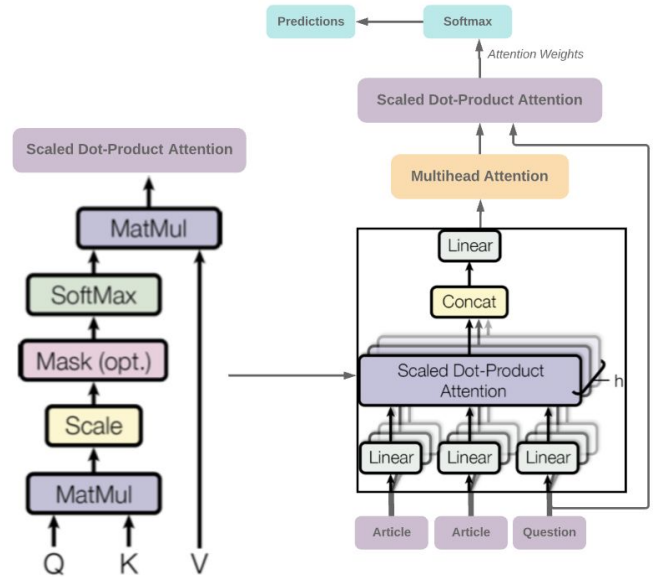 Predictions
Softmax
Attention Weights
Scaled Dot-Product Attention
Multihead Attention
Scaled Dot-Product Attention
MatMul
SoftMax
Mask (opt.)
Scale
MatMul
Q
K
V
Linear
Concat
Scaled Dot-Product
Attention
h
Linear
Linear
Linear
Article
Article
Question